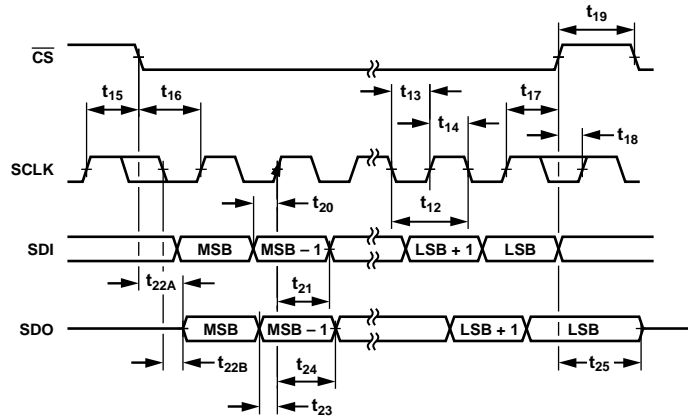 t19
CS
t15
t16
t13
t17
t14
t18
SCLK
t20
t12
SDI
MSB
MSB – 1
LSB + 1
LSB
t22A
t21
SDO
MSB
MSB – 1
LSB + 1
LSB
t22B
t24
t25
t23